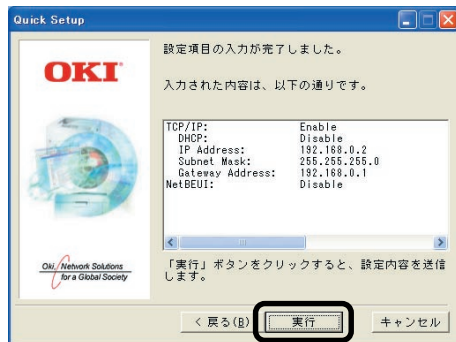 Quick Setup
OKI
Oki, Network Solutions
for a Global Society
設定項目の入力が完了しました。
入力された内容は、以下の通りです。
TCP/IP: Enable
DHCP: Disable
IP Address: 192.168.0.2
Subnet Mask: 255.255.255.0
Gateway Address: 192.168.0.1
NetBEUI: Disable
「実行」ボタンをクリックすると、設定内容を送信
します。
< 戻る(B)
実行
キャンセル